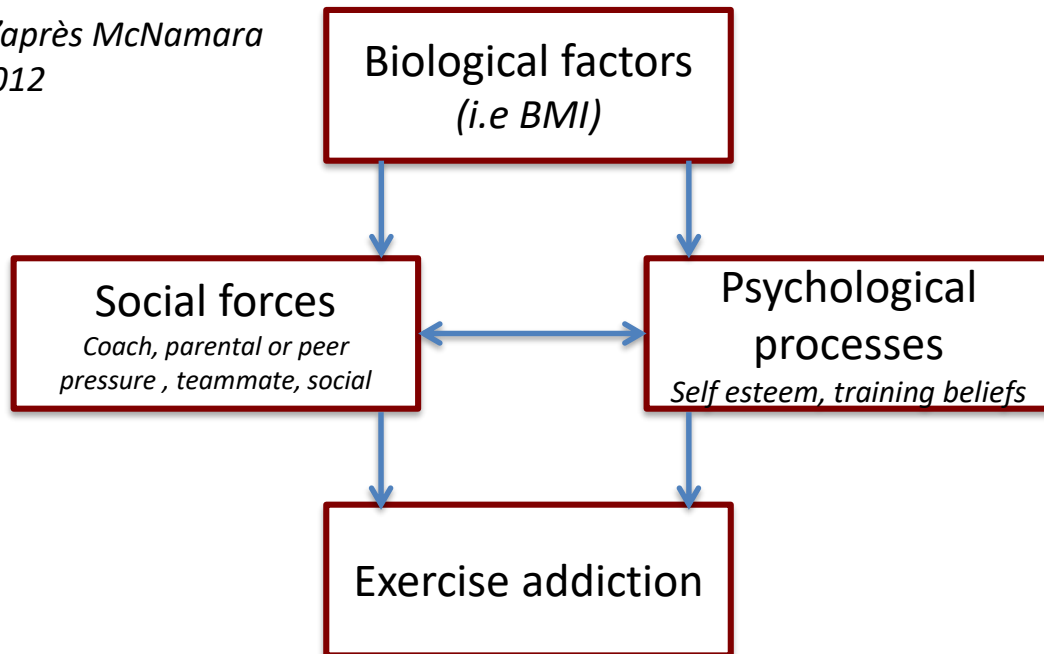 ’après McNamara
012
Biological factors
(i.e BMI)
Social forces
Coach, parental or peer
pressure , teammate, social
Psychological
processes
Self esteem, training beliefs
Exercise addiction